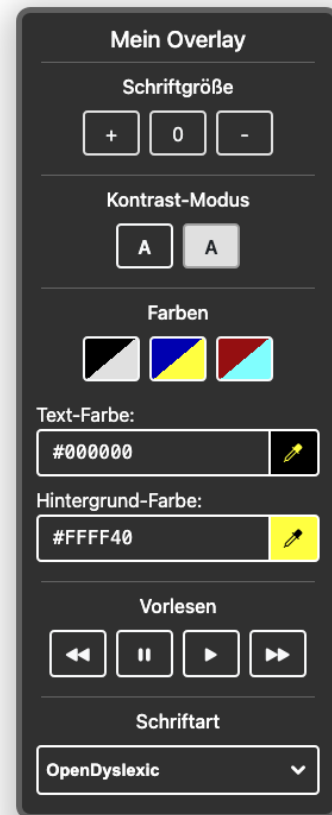 Mein Overlay
Schriftgröße
+ 0 -
Kontrast-Modus
A A
Farben
Text-Farbe:
#000000
Hintergrund-Farbe:
#FFFF40
Vorlesen
Schriftart
OpenDyslexic